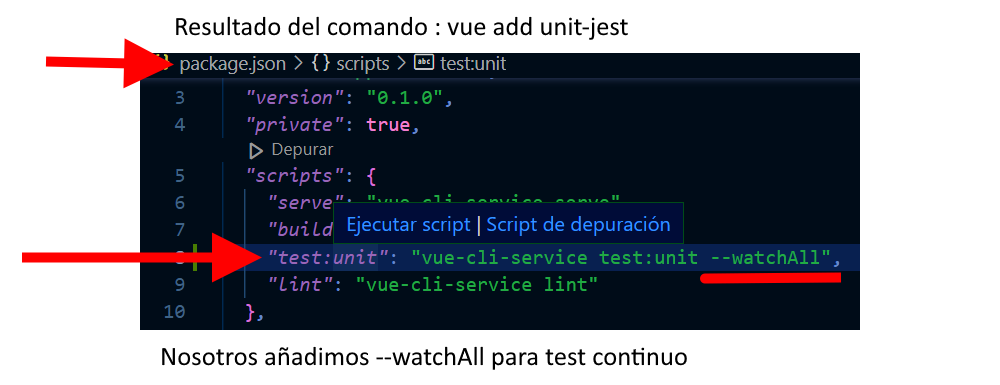 Resultado del comando : vue add unit-jest
package.json > {} scripts > abc test:unit
3 "version": "0.1.0",
4 "private": true,
Depurar
5 "scripts": {
6 "serve": "vue-cli-service serve"
Ejecutar script | Script de depuración
7 "build
8 "test:unit": "vue-cli-service test:unit --watchAll",
9 "lint": "vue-cli-service lint"
10 },
Nosotros añadimos --watchAll para test continuo